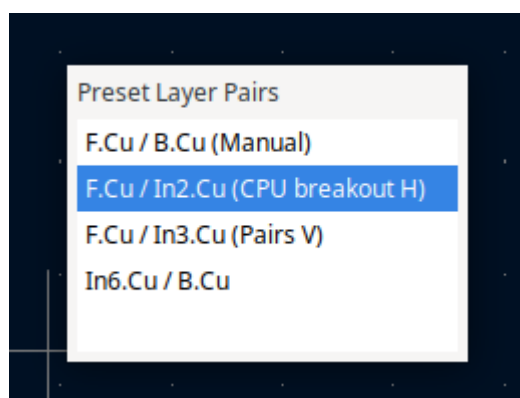 Preset Layer Pairs
F.Cu / B.Cu (Manual)
F.Cu / In2.Cu (CPU breakout H)
F.Cu / In3.Cu (Pairs V)
In6.Cu / B.Cu